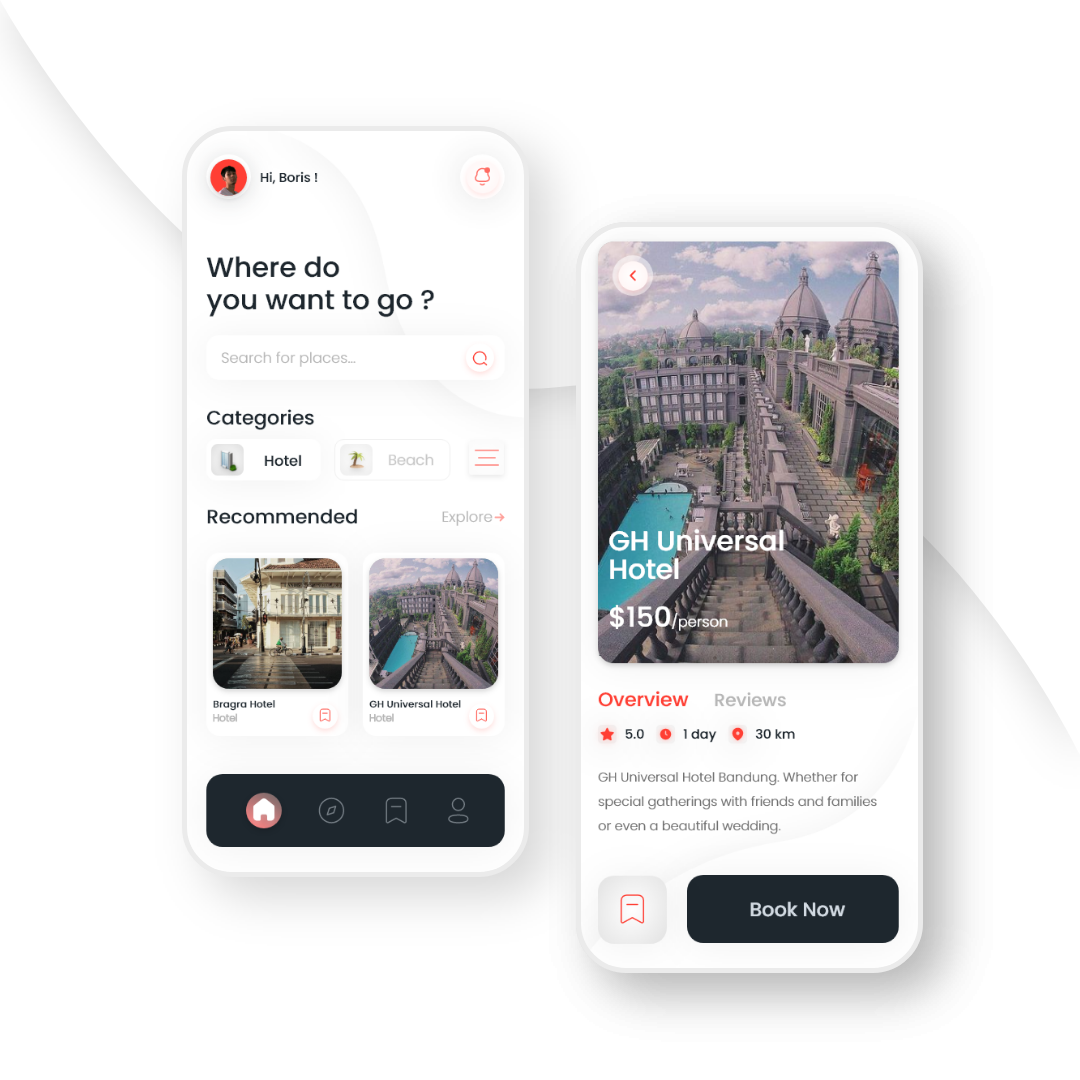 Hi, Boris !
Where do
you want to go ?
Search for places...
Categories
Hotel
Beach
Recommended
Explore
Bragra Hotel
Hotel
GH Universal Hotel
Hotel
GH Universal
Hotel
$150/person
Overview
Reviews
5.0
1 day
30 km
GH Universal Hotel Bandung. Whether for
special gatherings with friends and families
or even a beautiful wedding.
Book Now